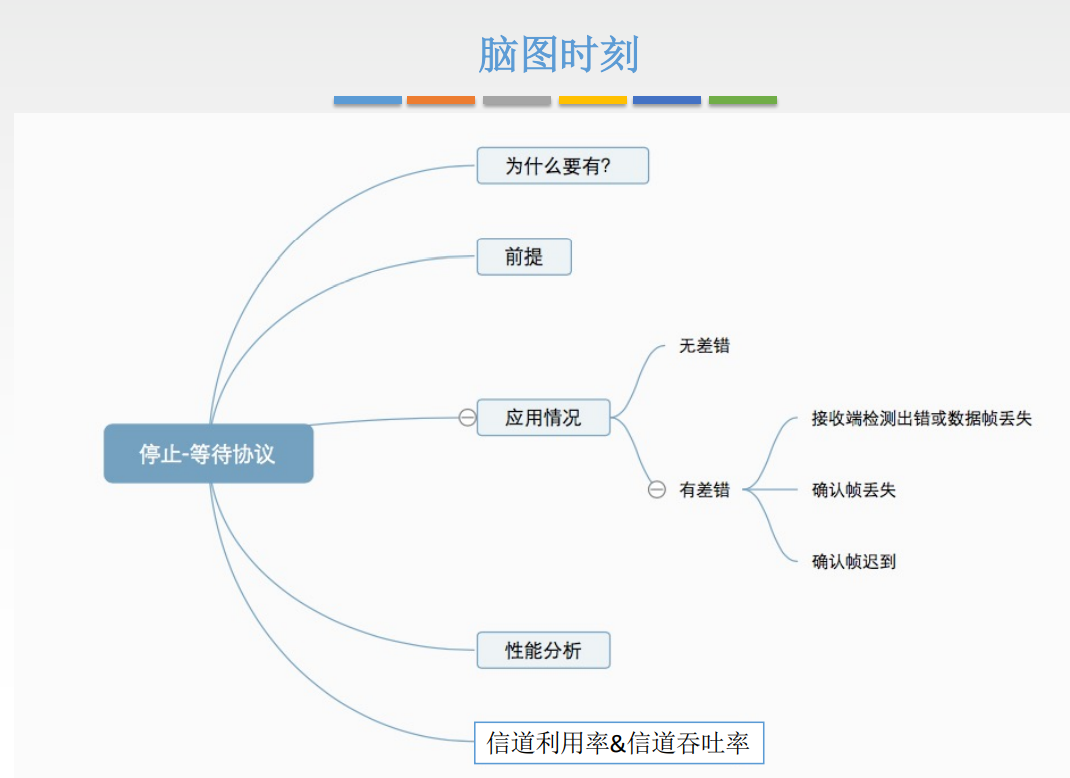 脑图时刻
为什么要有?
前提
停止-等待协议
应用情况
无差错
有差错
接收端检测出错或数据帧丢失
确认帧丢失
确认帧迟到
性能分析
信道利用率&信道吞吐率